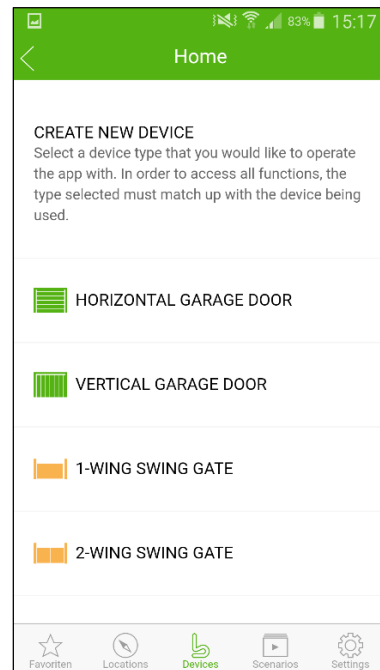 83% 15:17
Home
CREATE NEW DEVICE
Select a device type that you would like to operate
the app with. In order to access all functions, the
type selected must match up with the device being
used.
HORIZONTAL GARAGE DOOR
VERTICAL GARAGE DOOR
1-WING SWING GATE
2-WING SWING GATE
Favoriten Locations Devices Scenarios Settings